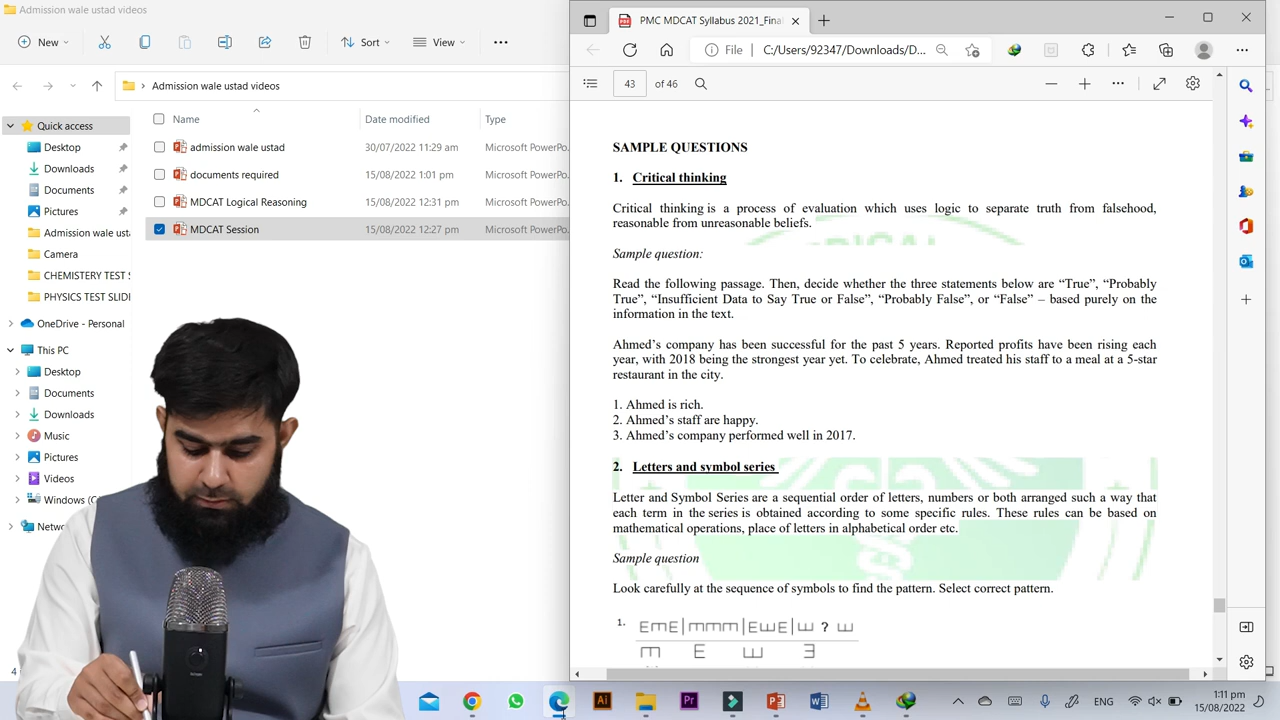 Admission wale ustad videos
New
Sort
View
Admission wale ustad videos
Quick access
Desktop
Downloads
Documents
Pictures
Admission wale usta
Camera
CHEMISTERY TEST S
PHYSICS TEST SLIDI
OneDrive - Personal
This PC
Desktop
Documents
Downloads
Music
Pictures
Videos
Windows (C
Netwo
4
Name Date modified Type
admission wale ustad 30/07/2022 11:29 am Microsoft PowerPo...
documents required 15/08/2022 1:01 pm Microsoft PowerPo...
MDCAT Logical Reasoning 15/08/2022 12:31 pm Microsoft PowerPo...
MDCAT Session 15/08/2022 12:27 pm Microsoft PowerPo...
PMC MDCAT Syllabus 2021_Fina
File C:/Users/92347/Downloads/D...
43 of 46
SAMPLE QUESTIONS
1. Critical thinking
Critical thinking is a process of evaluation which uses logic to separate truth from falsehood,
reasonable from unreasonable beliefs.
Sample question:
Read the following passage. Then, decide whether the three statements below are “True”, “Probably
True”, “Insufficient Data to Say True or False”, “Probably False”, or “False” – based purely on the
information in the text.
Ahmed’s company has been successful for the past 5 years. Reported profits have been rising each
year, with 2018 being the strongest year yet. To celebrate, Ahmed treated his staff to a meal at a 5-star
restaurant in the city.
1. Ahmed is rich.
2. Ahmed’s staff are happy.
3. Ahmed’s company performed well in 2017.
2. Letters and symbol series
Letter and Symbol Series are a sequential order of letters, numbers or both arranged such a way that
each term in the series is obtained according to some specific rules. These rules can be based on
mathematical operations, place of letters in alphabetical order etc.
Sample question
Look carefully at the sequence of symbols to find the pattern. Select correct pattern.
1. EmE|mmm|EшE|ш ? ш
m E ш Ǝ
Ai
Pr
ENG
1:11 pm
15/08/2022